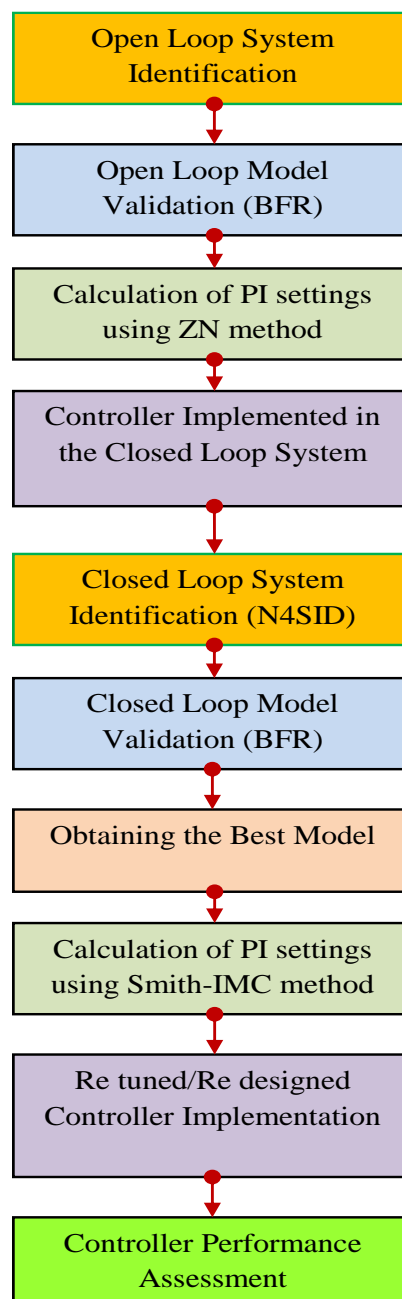 Open Loop System
Identification
Open Loop Model
Validation (BFR)
Calculation of PI settings
using ZN method
Controller Implemented in
the Closed Loop System
Closed Loop System
Identification (N4SID)
Closed Loop Model
Validation (BFR)
Obtaining the Best Model
Calculation of PI settings
using Smith-IMC method
Re tuned/Re designed
Controller Implementation
Controller Performance
Assessment